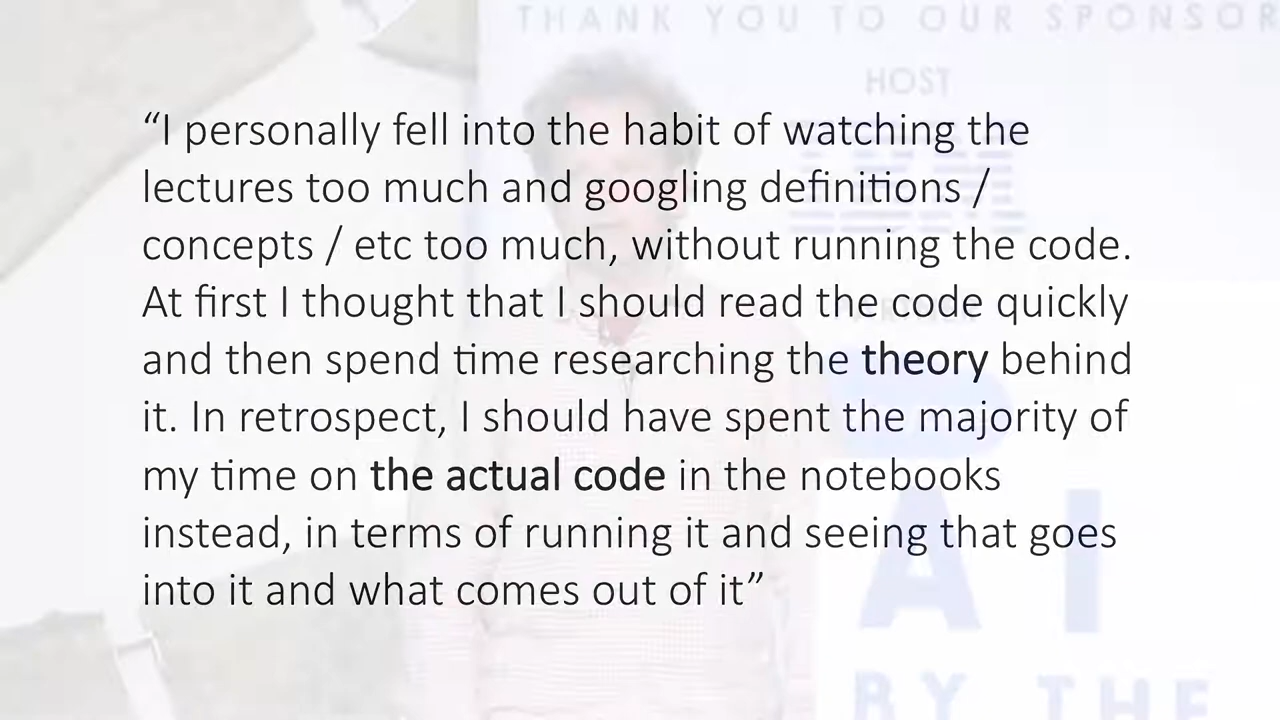 THANK YOU TO OUR SPONSOR
HOST
IBM
“I personally fell into the habit of watching the
lectures too much and googling definitions /
concepts / etc too much, without running the code.
At first I thought that I should read the code quickly
and then spend time researching the theory behind
it. In retrospect, I should have spent the majority of
my time on the actual code in the notebooks
instead, in terms of running it and seeing that goes
into it and what comes out of it”
AI
BY THE